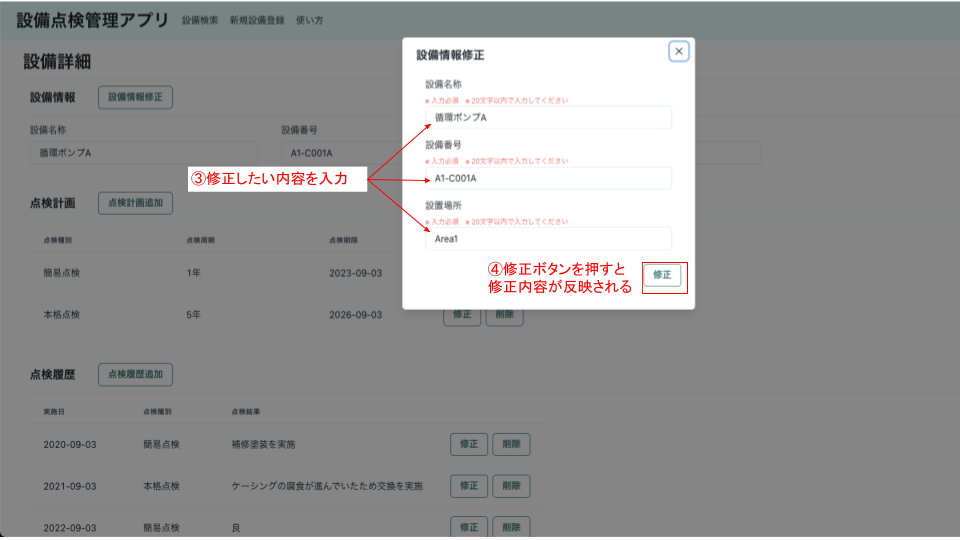 設備点検管理アプリ 設備検索 新規設備登録 使い方
設備詳細
設備情報 設備情報修正
設備名称 設備番号
循環ポンプA A1-C001A
点検計画 点検計画追加
点検種別 点検周期 点検期限
簡易点検 1年 2023-09-03
本格点検 5年 2026-09-03 修正 削除
点検履歴 点検履歴追加
実施日 点検種別 点検結果
2020-09-03 簡易点検 補修塗装を実施 修正 削除
2021-09-03 本格点検 ケーシングの腐食が進んでいたため交換を実施 修正 削除
2022-09-03 簡易点検 良 修正 削除
設備情報修正
設備名称
※入力必須 ※20文字以内で入力してください
循環ポンプA
設備番号
※入力必須 ※20文字以内で入力してください
A1-C001A
設置場所
※入力必須 ※20文字以内で入力してください
Area1
修正
③修正したい内容を入力
④修正ボタンを押すと
修正内容が反映される